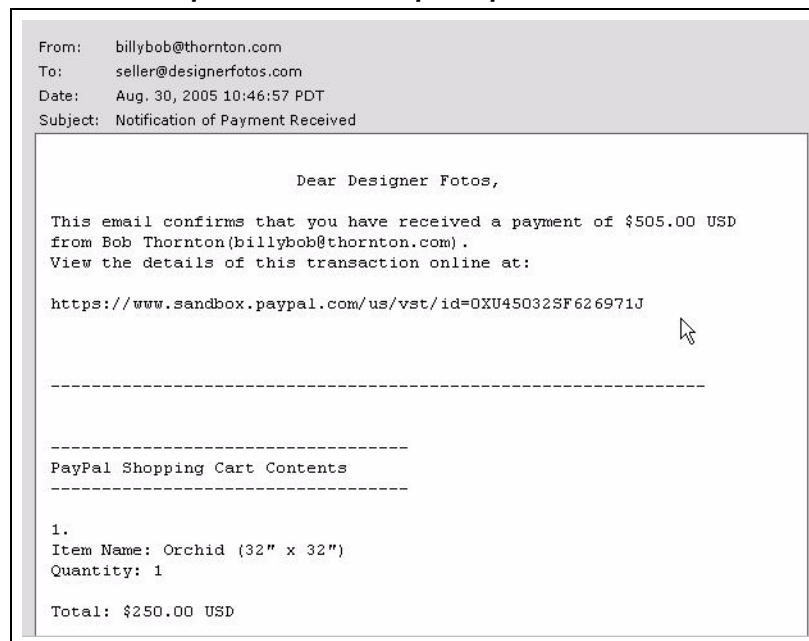 From: billybob@thornton.com
To: seller@designerfotos.com
Date: Aug. 30, 2005 10:46:57 PDT
Subject: Notification of Payment Received
Dear Designer Fotos,
This email confirms that you have received a payment of $505.00 USD
from Bob Thornton(billybob@thornton.com).
View the details of this transaction online at:
https://www.sandbox.paypal.com/us/vst/id=0XU45032SF626971J
----------------------------------------------------------------
-----------------------------------
PayPal Shopping Cart Contents
-----------------------------------
1.
Item Name: Orchid (32" x 32")
Quantity: 1
Total: $250.00 USD